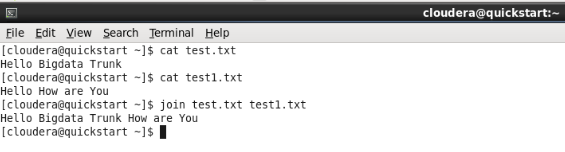 cloudera@quickstart:~
File Edit View Search Terminal Help
[cloudera@quickstart ~]$ cat test.txt
Hello Bigdata Trunk
[cloudera@quickstart ~]$ cat test1.txt
Hello How are You
[cloudera@quickstart ~]$ join test.txt test1.txt
Hello Bigdata Trunk How are You
[cloudera@quickstart ~]$